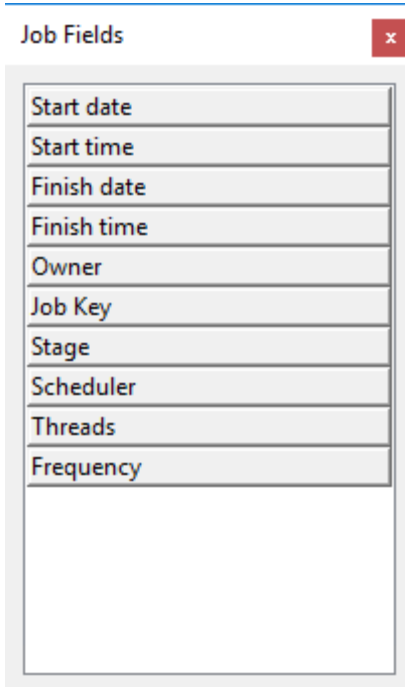 Job Fields
x
Start date
Start time
Finish date
Finish time
Owner
Job Key
Stage
Scheduler
Threads
Frequency